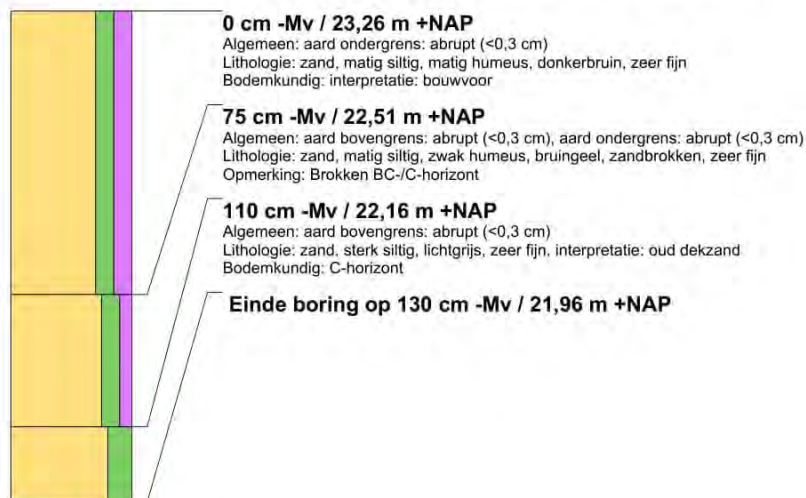 0 cm -Mv / 23,26 m +NAP
Algemeen: aard ondergrens: abrupt (<0,3 cm)
Lithologie: zand, matig siltig, matig humeus, donkerbruin, zeer fijn
Bodemkundig: interpretatie: bouwvoor
75 cm -Mv / 22,51 m +NAP
Algemeen: aard bovengrens: abrupt (<0,3 cm), aard ondergrens: abrupt (<0,3 cm)
Lithologie: zand, matig siltig, zwak humeus, bruingeel, zandbrokken, zeer fijn
Opmerking: Brokken BC-/C-horizont
110 cm -Mv / 22,16 m +NAP
Algemeen: aard bovengrens: abrupt (<0,3 cm)
Lithologie: zand, sterk siltig, lichtgrijs, zeer fijn, interpretatie: oud dekzand
Bodemkundig: C-horizont
Einde boring op 130 cm -Mv / 21,96 m +NAP